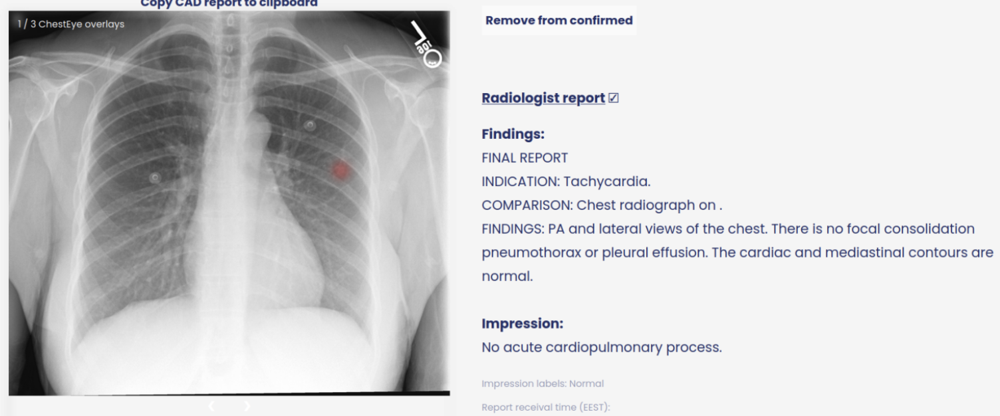 Copy CAD report to clipboard
1 / 3 ChestEye overlays
L
Remove from confirmed
Radiologist report ☑
Findings:
FINAL REPORT
INDICATION: Tachycardia.
COMPARISON: Chest radiograph on .
FINDINGS: PA and lateral views of the chest. There is no focal consolidation
pneumothorax or pleural effusion. The cardiac and mediastinal contours are
normal.
Impression:
No acute cardiopulmonary process.
Impression labels: Normal
Report receival time (EEST):